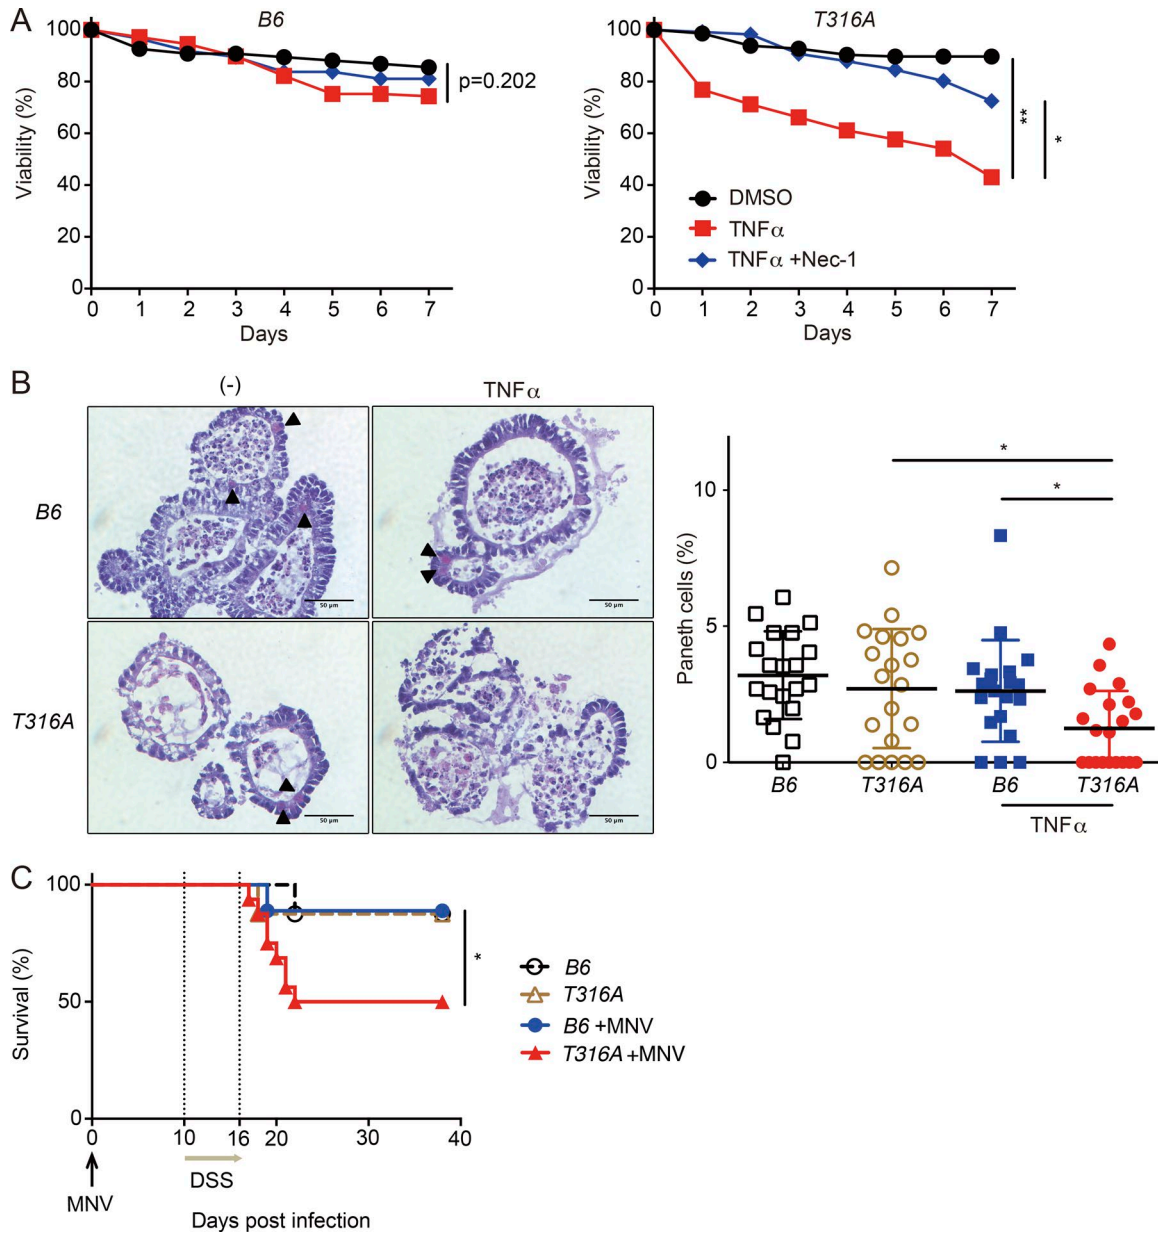 A
B6
Viability (%)
100
80
60
40
20
0
0 1 2 3 4 5 6 7
Days
p=0.202
T316A
Viability (%)
100
80
60
40
20
0
0 1 2 3 4 5 6 7
Days
DMSO
TNFα
TNFα +Nec-1
**
*
B
(-)
TNFα
B6
T316A
50 µm
50 µm
50 µm
50 µm
Paneth cells (%)
10
5
0
*
*
B6 T316A B6 T316A
TNFα
C
Survival (%)
100
50
0
0 10 16 20 30 40
MNV
DSS
Days post infection
*
B6
T316A
B6 +MNV
T316A +MNV